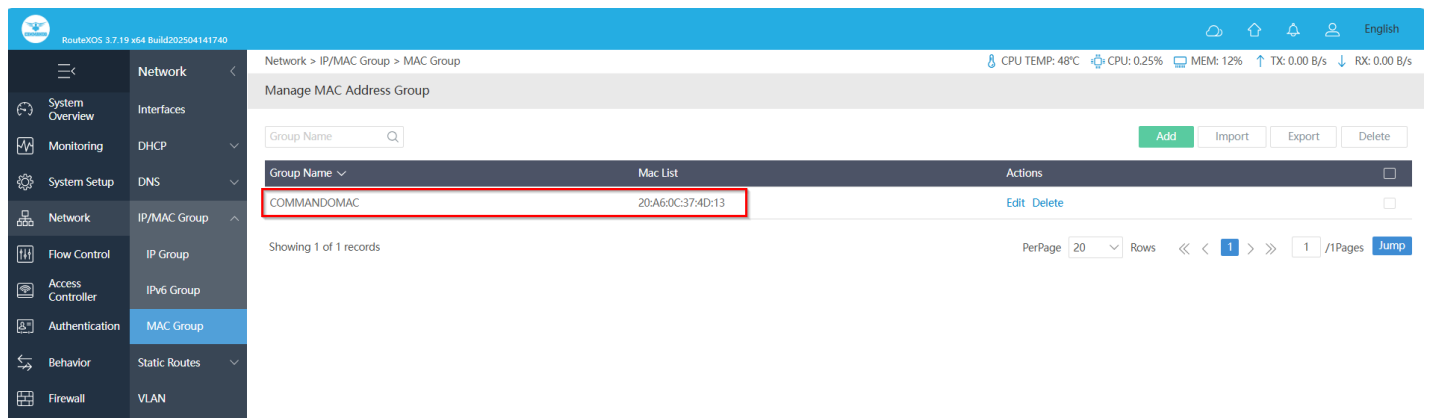 RouteXOS 3.7.19 x64 Build202504141740
English
Network
Network > IP/MAC Group > MAC Group
CPU TEMP: 48°C CPU: 0.25% MEM: 12% TX: 0.00 B/s RX: 0.00 B/s
Manage MAC Address Group
System Overview
Monitoring
System Setup
Network
Flow Control
Access Controller
Authentication
Behavior
Firewall
Interfaces
DHCP
DNS
IP/MAC Group
IP Group
IPv6 Group
MAC Group
Static Routes
VLAN
Group Name
Add Import Export Delete
Group Name Mac List Actions
COMMANDOMAC 20:A6:0C:37:4D:13 Edit Delete
Showing 1 of 1 records
PerPage 20 Rows 1 1 /1Pages Jump